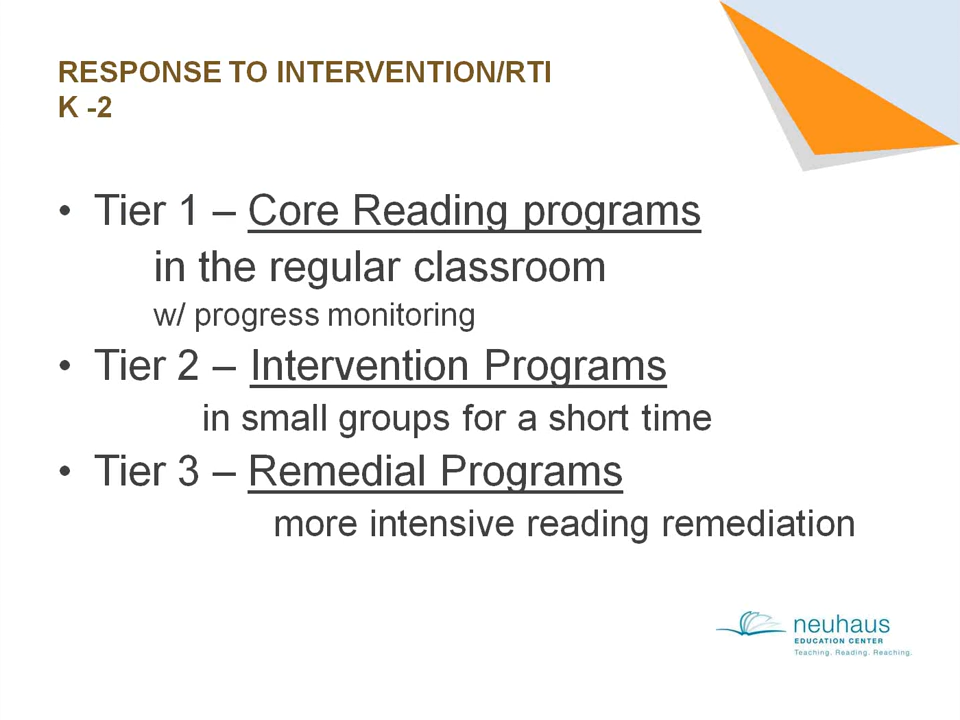 RESPONSE TO INTERVENTION/RTI
K -2
• Tier 1 – Core Reading programs
in the regular classroom
w/ progress monitoring
• Tier 2 – Intervention Programs
in small groups for a short time
• Tier 3 – Remedial Programs
more intensive reading remediation
neuhaus
EDUCATION CENTER
Teaching. Reading. Reaching.